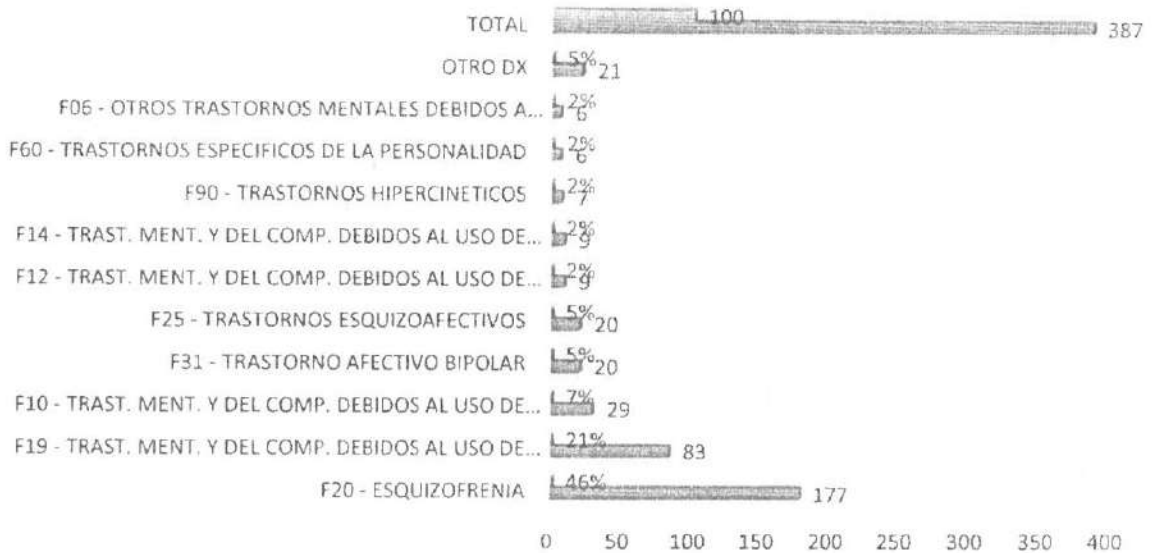 TOTAL 100 387
OTRO DX 5% 21
F06 - OTROS TRASTORNOS MENTALES DEBIDOS A... 2% 6
F60 - TRASTORNOS ESPECIFICOS DE LA PERSONALIDAD 2% 6
F90 - TRASTORNOS HIPERCINETICOS 2% 7
F14 - TRAST. MENT. Y DEL COMP. DEBIDOS AL USO DE... 2% 9
F12 - TRAST. MENT. Y DEL COMP. DEBIDOS AL USO DE... 2% 9
F25 - TRASTORNOS ESQUIZOAFECTIVOS 5% 20
F31 - TRASTORNO AFECTIVO BIPOLAR 5% 20
F10 - TRAST. MENT. Y DEL COMP. DEBIDOS AL USO DE... 7% 29
F19 - TRAST. MENT. Y DEL COMP. DEBIDOS AL USO DE... 21% 83
F20 - ESQUIZOFRENIA 46% 177
0 50 100 150 200 250 300 350 400